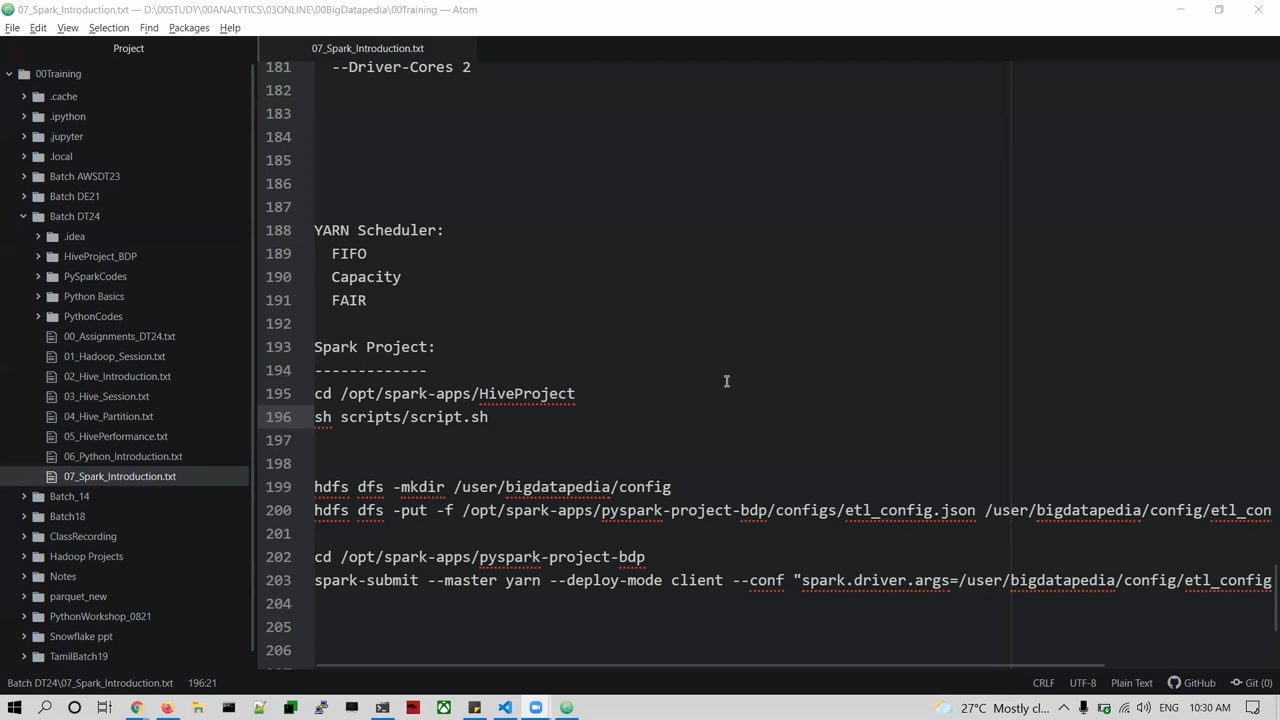 07_Spark_Introduction.txt — D:\00STUDY\00ANALYTICS\03ONLINE\00BigDatapedia\00Training — Atom
File Edit View Selection Find Packages Help
Project
00Training
.cache
.ipython
.jupyter
.local
Batch AWSDT23
Batch DE21
Batch DT24
.idea
HiveProject_BDP
PySparkCodes
Python Basics
PythonCodes
00_Assignments_DT24.txt
01_Hadoop_Session.txt
02_Hive_Introduction.txt
03_Hive_Session.txt
04_Hive_Partition.txt
05_HivePerformance.txt
06_Python_Introduction.txt
07_Spark_Introduction.txt
Batch_14
Batch18
ClassRecording
Hadoop Projects
Notes
parquet_new
PythonWorkshop_0821
Snowflake ppt
TamilBatch19
07_Spark_Introduction.txt
181 --Driver-Cores 2
182
183
184
185
186
187
188 YARN Scheduler:
189 FIFO
190 Capacity
191 FAIR
192
193 Spark Project:
194 -------------
195 cd /opt/spark-apps/HiveProject
196 sh scripts/script.sh
197
198
199 hdfs dfs -mkdir /user/bigdatapedia/config
200 hdfs dfs -put -f /opt/spark-apps/pyspark-project-bdp/configs/etl_config.json /user/bigdatapedia/config/etl_con
201
202 cd /opt/spark-apps/pyspark-project-bdp
203 spark-submit --master yarn --deploy-mode client --conf "spark.driver.args=/user/bigdatapedia/config/etl_config
204
205
206
Batch DT24\07_Spark_Introduction.txt 196:21 CRLF UTF-8 Plain Text GitHub Git (0)
27°C Mostly cl... ENG 10:30 AM